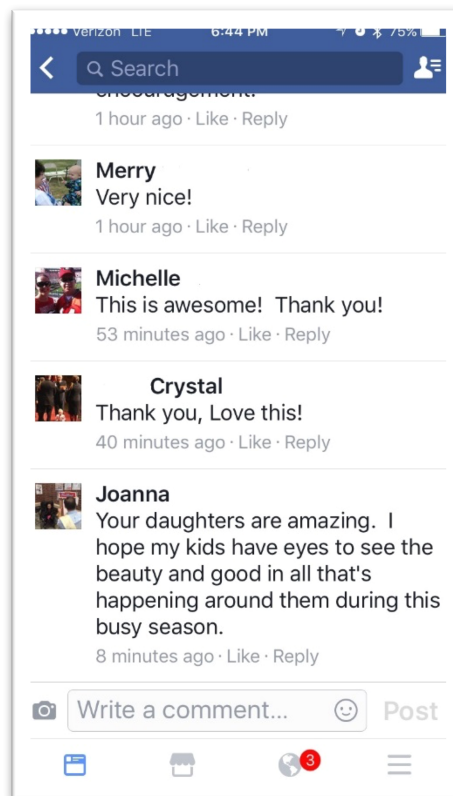 Verizon LTE 6:44 PM 75%
Search
encouragement!
1 hour ago · Like · Reply
Merry
Very nice!
1 hour ago · Like · Reply
Michelle
This is awesome!  Thank you!
53 minutes ago · Like · Reply
Crystal
Thank you, Love this!
40 minutes ago · Like · Reply
Joanna
Your daughters are amazing.  I
hope my kids have eyes to see the
beauty and good in all that's
happening around them during this
busy season.
8 minutes ago · Like · Reply
Write a comment... Post
3